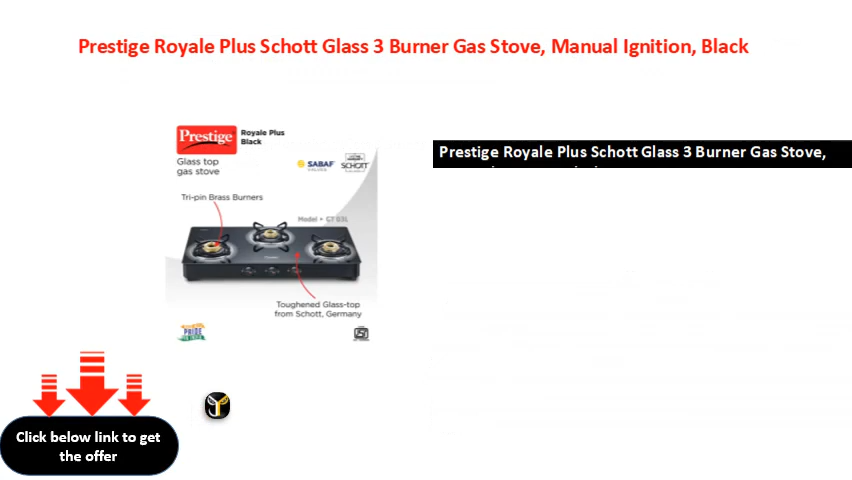 Prestige Royale Plus Schott Glass 3 Burner Gas Stove, Manual Ignition, Black
Prestige
Royale Plus
Black
Glass top
gas stove
SABAF
SCHOTT
Tri-pin Brass Burners
Model • GT 03L
Toughened Glass-top
from Schott, Germany
PRIDE
Prestige Royale Plus Schott Glass 3 Burner Gas Stove,
Click below link to get
the offer